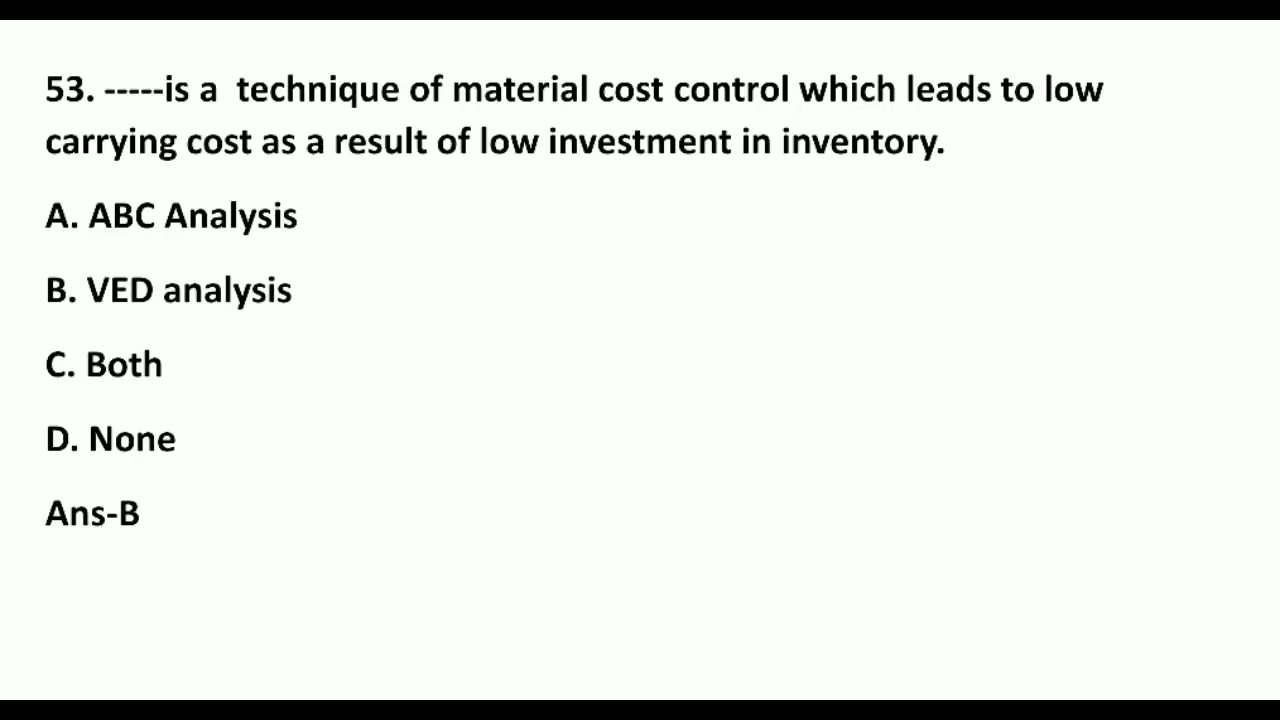 53. -----is a  technique of material cost control which leads to low
carrying cost as a result of low investment in inventory.
A. ABC Analysis
B. VED analysis
C. Both
D. None
Ans-B